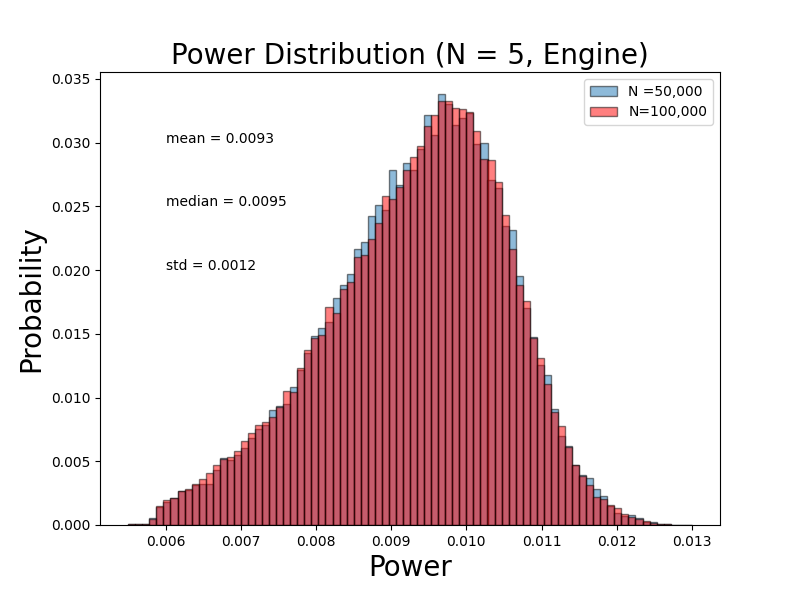 Power Distribution (N = 5, Engine)
0.035
0.030
0.025
0.020
0.015
0.010
0.005
0.000
Probability
mean = 0.0093
median = 0.0095
std = 0.0012
N =50,000
N=100,000
0.006 0.007 0.008 0.009 0.010 0.011 0.012 0.013
Power